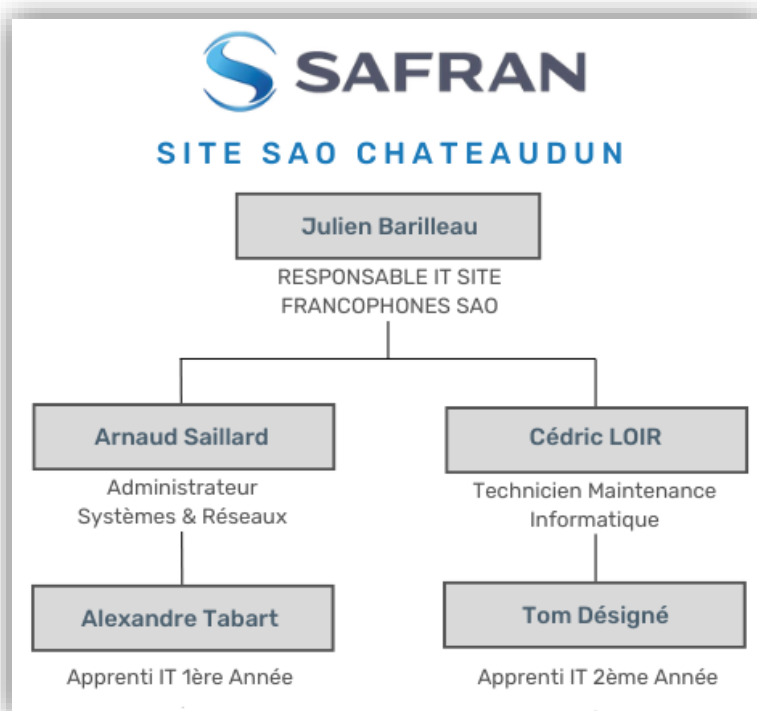 SAFRAN
SITE SAO CHATEAUDUN
Julien Barilleau
RESPONSABLE IT SITE
FRANCOPHONES SAO
Arnaud Saillard
Administrateur
Systèmes & Réseaux
Cédric LOIR
Technicien Maintenance
Informatique
Alexandre Tabart
Apprenti IT 1ère Année
Tom Désigné
Apprenti IT 2ème Année